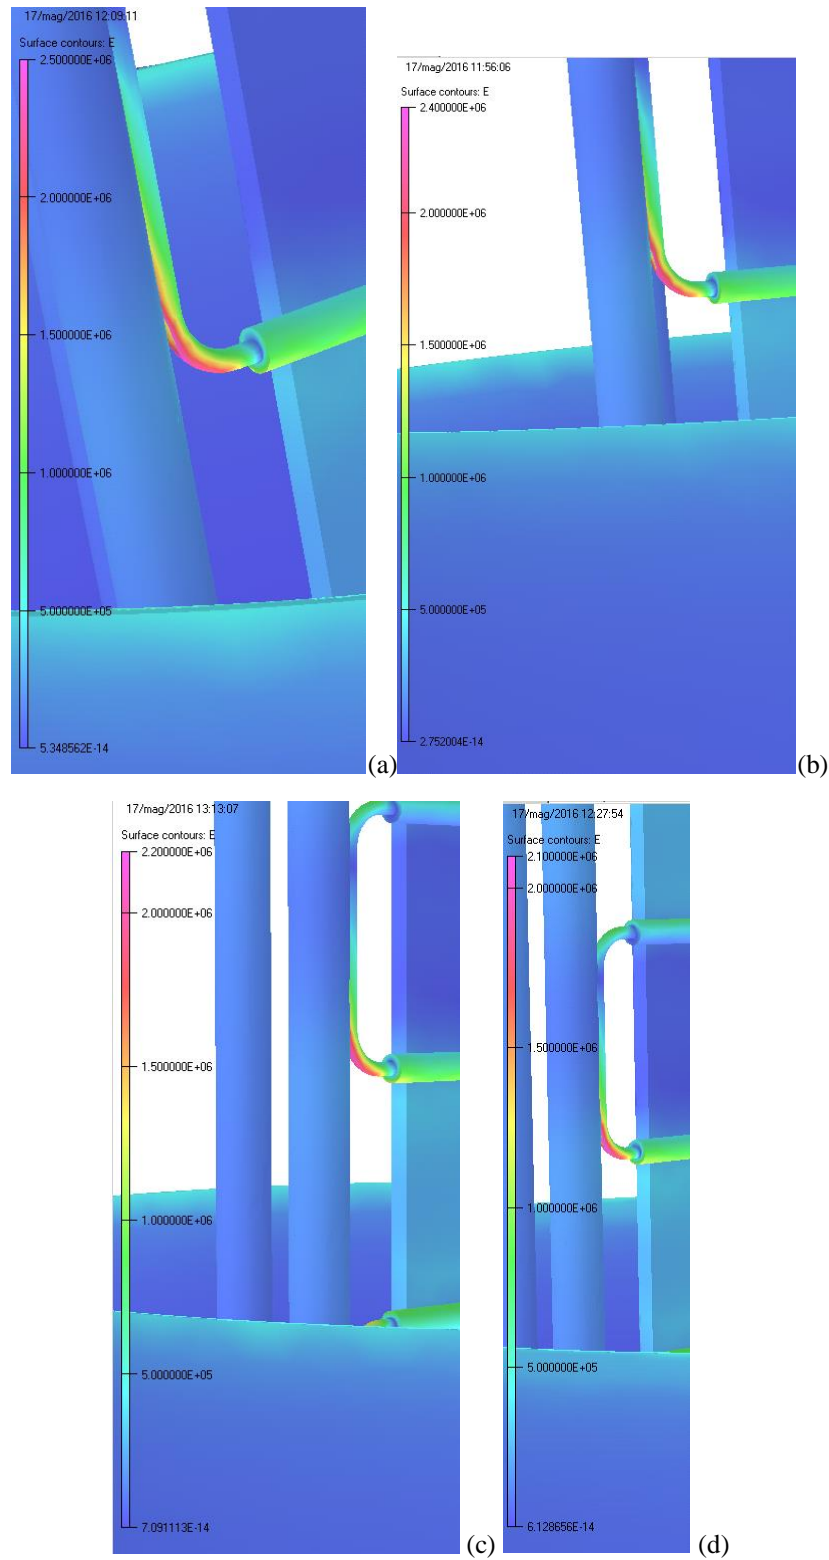 17/mag/2016 12:09:11
Surface contours: E
2.500000E+06
2.000000E+06
1.500000E+06
1.000000E+06
5.000000E+05
5.348562E-14
(a)
17/mag/2016 11:56:06
Surface contours: E
2.400000E+06
2.000000E+06
1.500000E+06
1.000000E+06
5.000000E+05
2.752004E-14
(b)
17/mag/2016 13:13:07
Surface contours: E
2.200000E+06
2.000000E+06
1.500000E+06
1.000000E+06
5.000000E+05
7.091113E-14
(c)
17/mag/2016 12:27:54
Surface contours: E
2.100000E+06
2.000000E+06
1.500000E+06
1.000000E+06
5.000000E+05
6.128656E-14
(d)